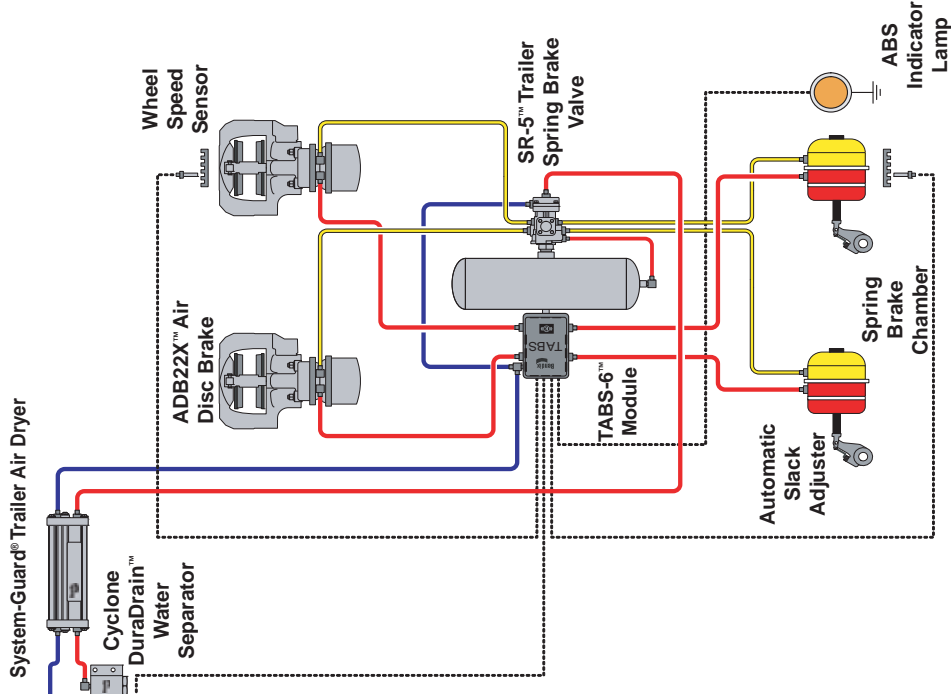 System-Guard® Trailer Air Dryer
Cyclone
DuraDrain™
Water
Separator
Wheel
Speed
Sensor
ADB22X™ Air
Disc Brake
SR-5™ Trailer
Spring Brake
Valve
TABS
TABS-6™
Module
Automatic
Slack
Adjuster
Spring
Brake
Chamber
ABS
Indicator
Lamp